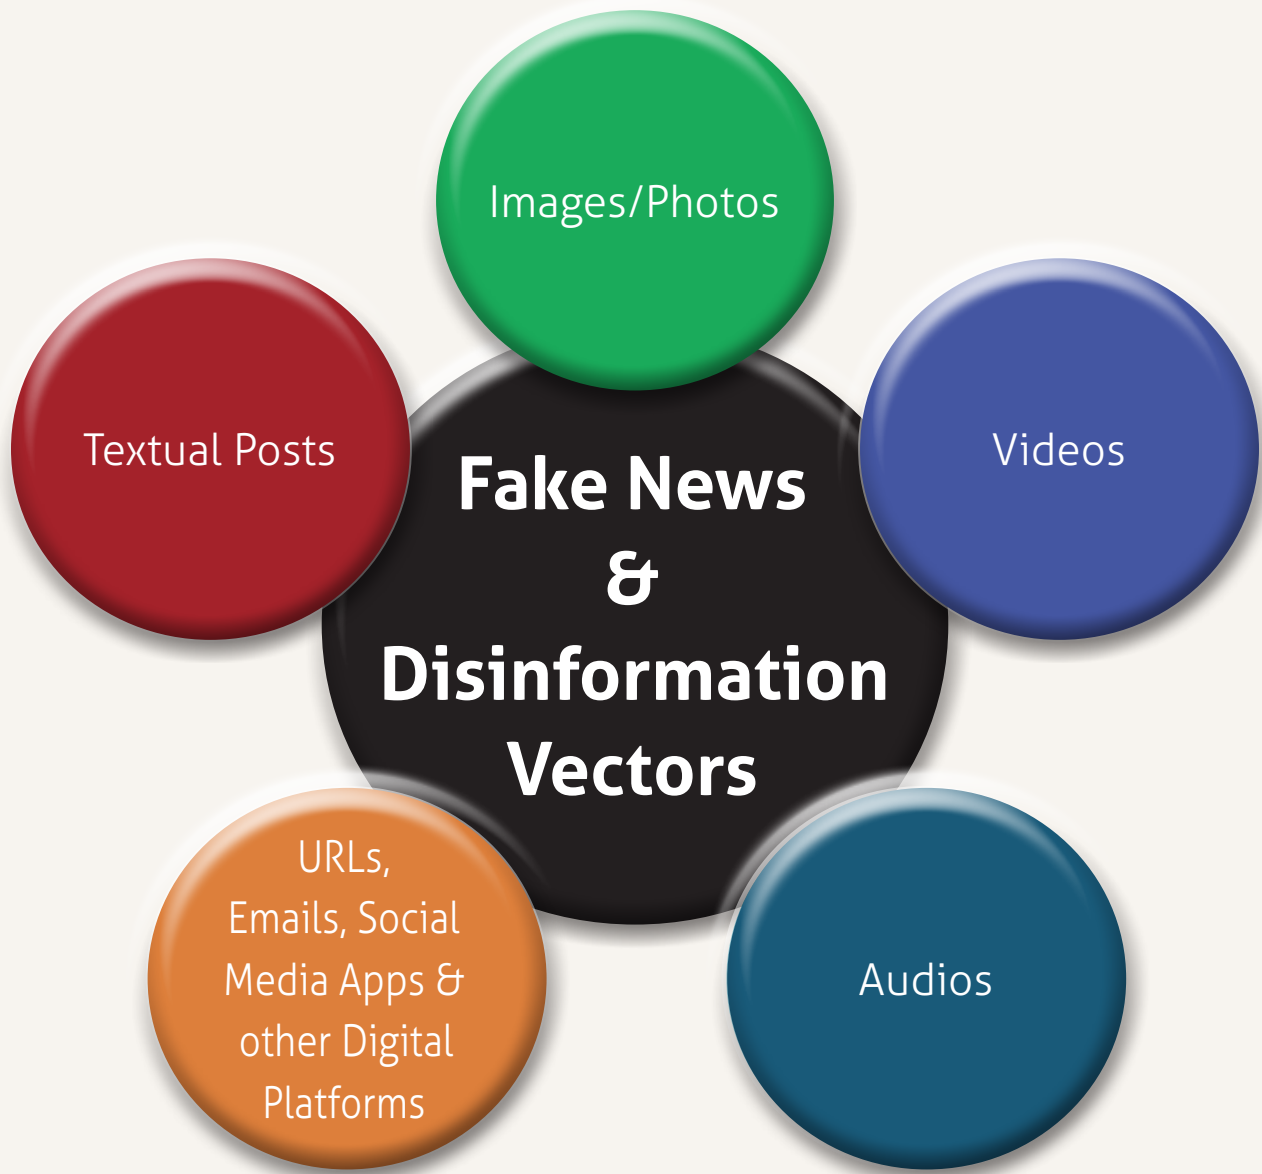 Images/Photos
Textual Posts
Videos
Fake News
&
Disinformation
Vectors
URLs,
Emails, Social
Media Apps &
other Digital
Platforms
Audios